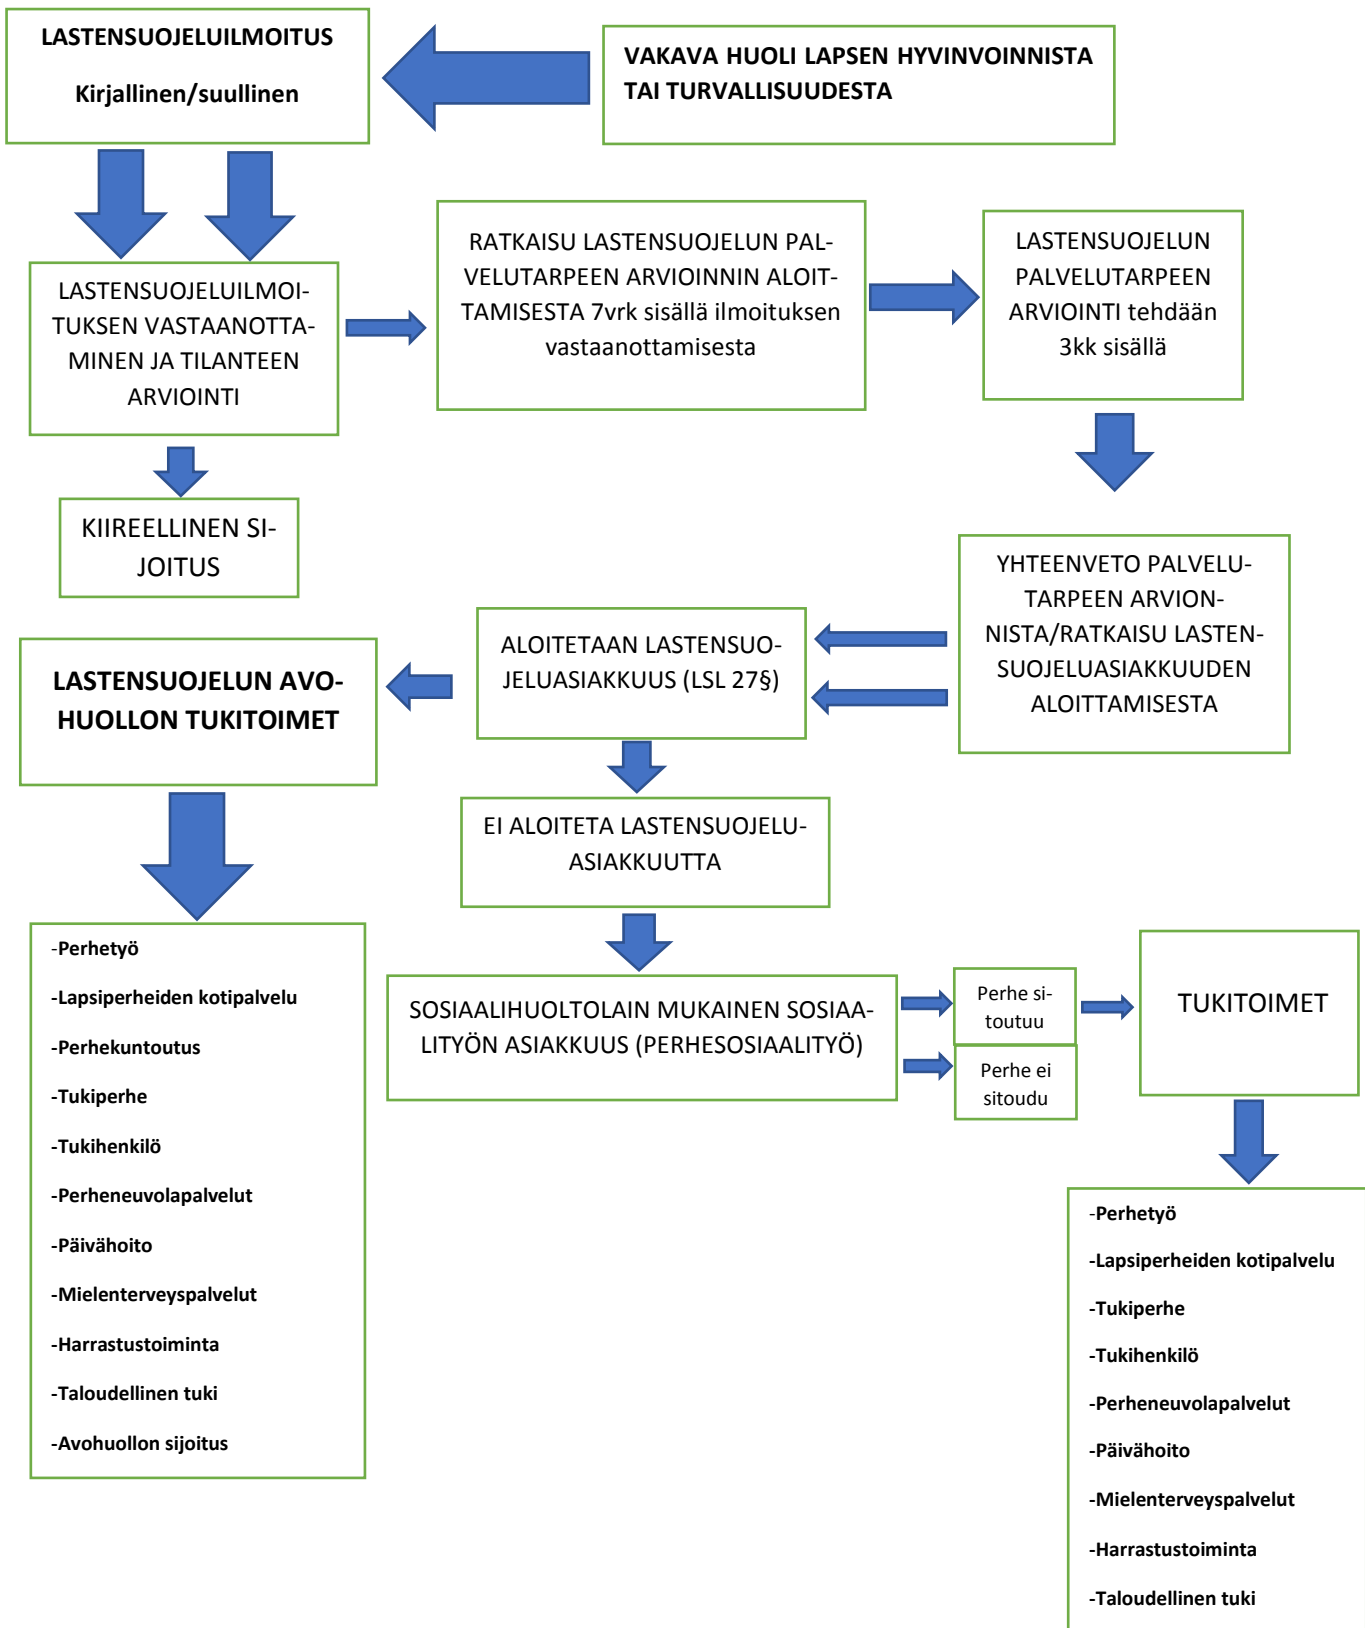 LASTENSUOJELUILMOITUS
Kirjallinen/suullinen
VAKAVA HUOLI LAPSEN HYVINVOINNISTA
TAI TURVALLISUUDESTA
LASTENSUOJELUILMOI-
TUKSEN VASTAANOTTA-
MINEN JA TILANTEEN
ARVIOINTI
RATKAISU LASTENSUOJELUN PAL-
VELUTARPEEN ARVIOINNIN ALOIT-
TAMISESTA 7vrk sisällä ilmoituksen
vastaanottamisesta
LASTENSUOJELUN
PALVELUTARPEEN
ARVIOINTI tehdään
3kk sisällä
KIIREELLINEN SI-
JOITUS
YHTEENVETO PALVELU-
TARPEEN ARVION-
NISTA/RATKAISU LASTEN-
SUOJELUASIAKKUUDEN
ALOITTAMISESTA
ALOITETAAN LASTENSUO-
JELUASIAKKUUS (LSL 27§)
LASTENSUOJELUN AVO-
HUOLLON TUKITOIMET
EI ALOITETA LASTENSUOJELU-
ASIAKKUUTTA
-Perhetyö
-Lapsiperheiden kotipalvelu
-Perhekuntoutus
-Tukiperhe
-Tukihenkilö
-Perheneuvolapalvelut
-Päivähoito
-Mielenterveyspalvelut
-Harrastustoiminta
-Taloudellinen tuki
-Avohuollon sijoitus
SOSIAALIHUOLTOLAIN MUKAINEN SOSIAA-
LITYÖN ASIAKKUUS (PERHESOSIAALITYÖ)
Perhe si-
toutuu
Perhe ei
sitoudu
TUKITOIMET
-Perhetyö
-Lapsiperheiden kotipalvelu
-Tukiperhe
-Tukihenkilö
-Perheneuvolapalvelut
-Päivähoito
-Mielenterveyspalvelut
-Harrastustoiminta
-Taloudellinen tuki